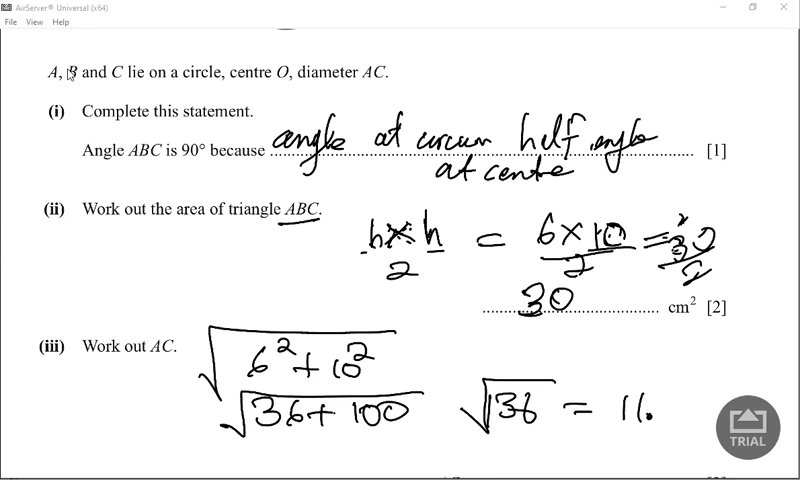 AirServer® Universal (x64)
File View Help
A, B and C lie on a circle, centre O, diameter AC.
(i) Complete this statement.
angle at circum half angle
Angle ABC is 90° because ........ [1]
at centre
(ii) Work out the area of triangle ABC.
b × h / 2 = 6 × 10 / 2 =
30
........ cm² [2]
(iii) Work out AC.
√6² + 10²
√36 + 100 √136 = 11.
TRIAL